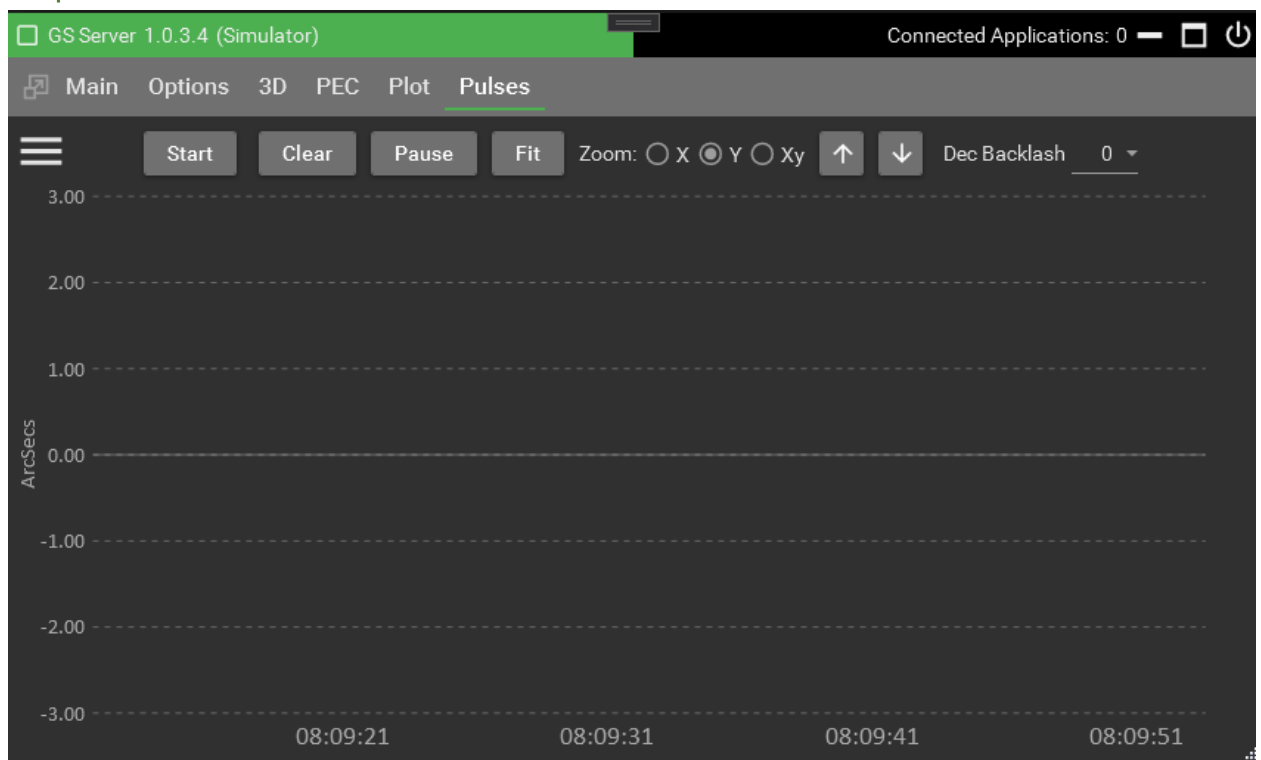 GS Server 1.0.3.4 (Simulator) Connected Applications: 0
Main Options 3D PEC Plot Pulses
Start Clear Pause Fit Zoom: X Y Xy Dec Backlash 0
3.00
2.00
1.00
ArcSecs
0.00
-1.00
-2.00
-3.00
08:09:21 08:09:31 08:09:41 08:09:51